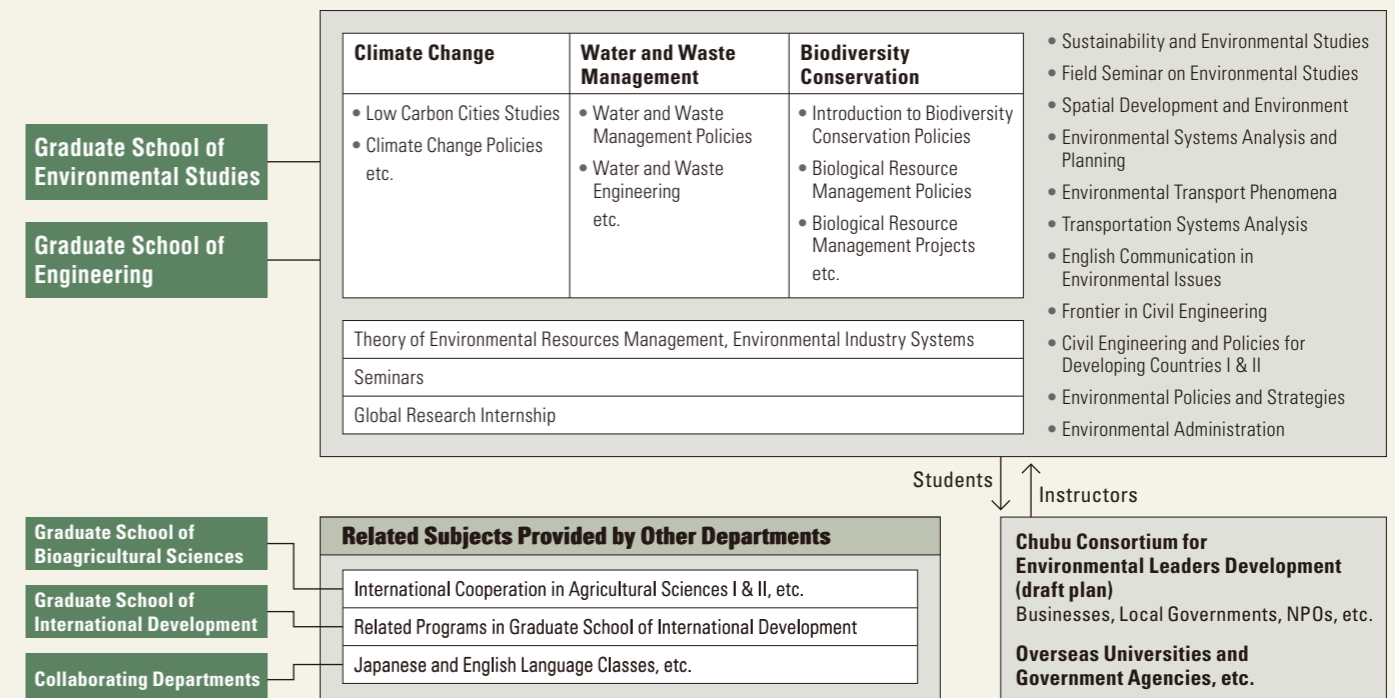 Graduate School of
Environmental Studies
Graduate School of
Engineering
Climate Change
• Low Carbon Cities Studies
• Climate Change Policies
etc.
Water and Waste
Management
• Water and Waste
Management Policies
• Water and Waste
Engineering
etc.
Biodiversity
Conservation
• Introduction to Biodiversity
Conservation Policies
• Biological Resource
Management Policies
• Biological Resource
Management Projects
etc.
Theory of Environmental Resources Management, Environmental Industry Systems
Seminars
Global Research Internship
• Sustainability and Environmental Studies
• Field Seminar on Environmental Studies
• Spatial Development and Environment
• Environmental Systems Analysis and
Planning
• Environmental Transport Phenomena
• Transportation Systems Analysis
• English Communication in
Environmental Issues
• Frontier in Civil Engineering
• Civil Engineering and Policies for
Developing Countries I & II
• Environmental Policies and Strategies
• Environmental Administration
Students
Instructors
Graduate School of
Bioagricultural Sciences
Graduate School of
International Development
Collaborating Departments
Related Subjects Provided by Other Departments
International Cooperation in Agricultural Sciences I & II, etc.
Related Programs in Graduate School of International Development
Japanese and English Language Classes, etc.
Chubu Consortium for
Environmental Leaders Development
(draft plan)
Businesses, Local Governments, NPOs, etc.
Overseas Universities and
Government Agencies, etc.